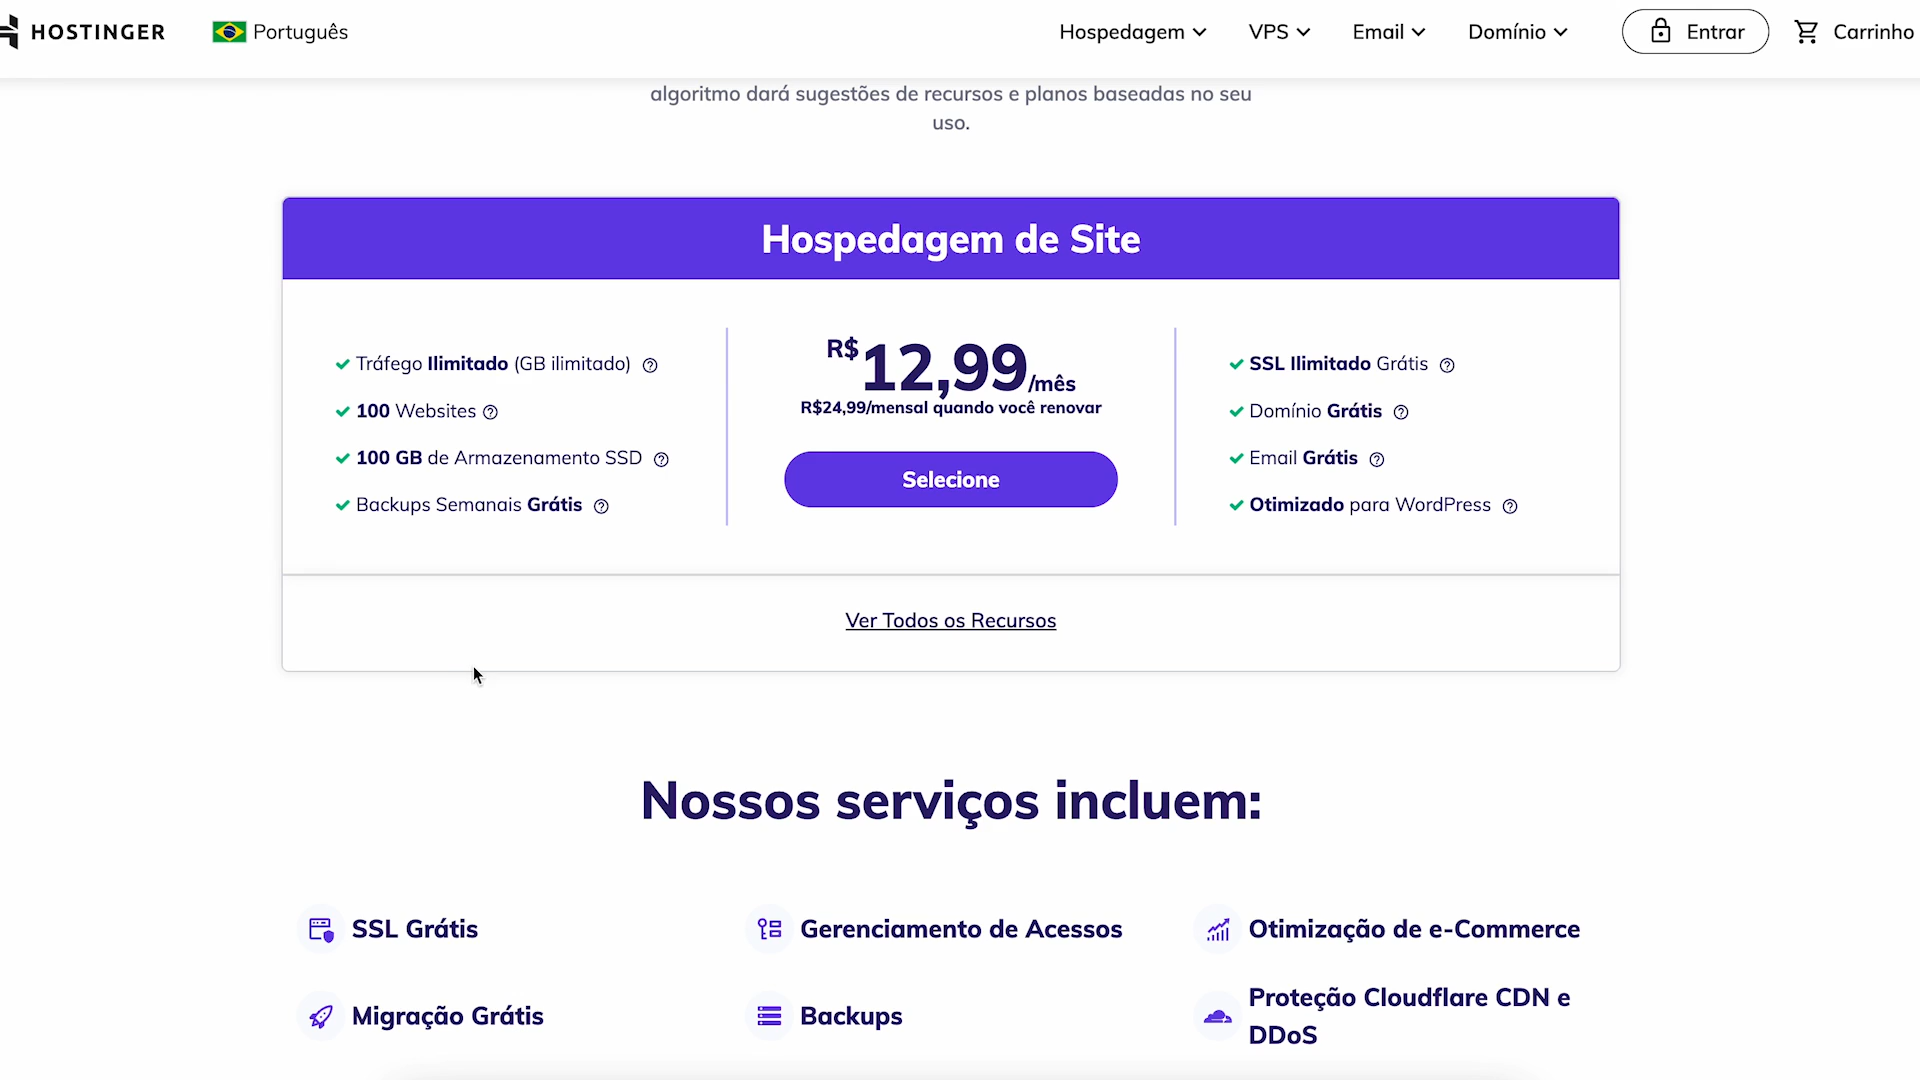 HOSTINGER
Português
Hospedagem
VPS
Email
Domínio
Entrar
Carrinho
algoritmo dará sugestões de recursos e planos baseadas no seu
uso.
Hospedagem de Site
Tráfego Ilimitado (GB ilimitado)
100 Websites
100 GB de Armazenamento SSD
Backups Semanais Grátis
R$12,99/mês
R$24,99/mensal quando você renovar
Selecione
SSL Ilimitado Grátis
Domínio Grátis
Email Grátis
Otimizado para WordPress
Ver Todos os Recursos
Nossos serviços incluem:
SSL Grátis
Gerenciamento de Acessos
Otimização de e-Commerce
Migração Grátis
Backups
Proteção Cloudflare CDN e
DDoS